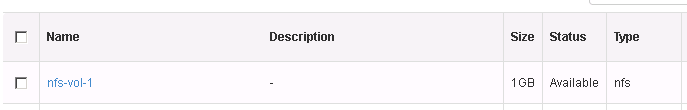 Name Description Size Status Type
nfs-vol-1 - 1GB Available nfs